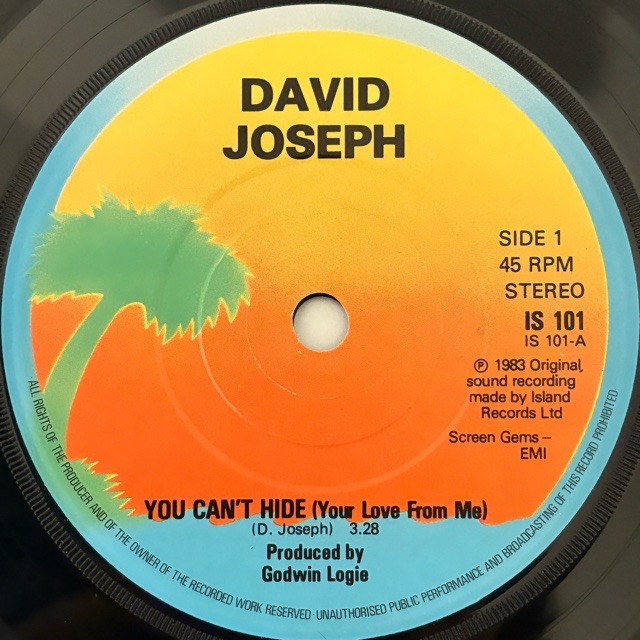 DAVID
JOSEPH
SIDE 1
45 RPM
STEREO
IS 101
IS 101-A
Ⓟ 1983 Original
sound recording
made by Island
Records Ltd
Screen Gems –
EMI
YOU CAN'T HIDE (Your Love From Me)
(D. Joseph) 3.28
Produced by
Godwin Logie
ALL RIGHTS OF THE PRODUCER AND OF THE OWNER OF THE RECORDED WORK RESERVED · UNAUTHORISED PUBLIC PERFORMANCE AND BROADCASTING OF THIS RECORD PROHIBITED